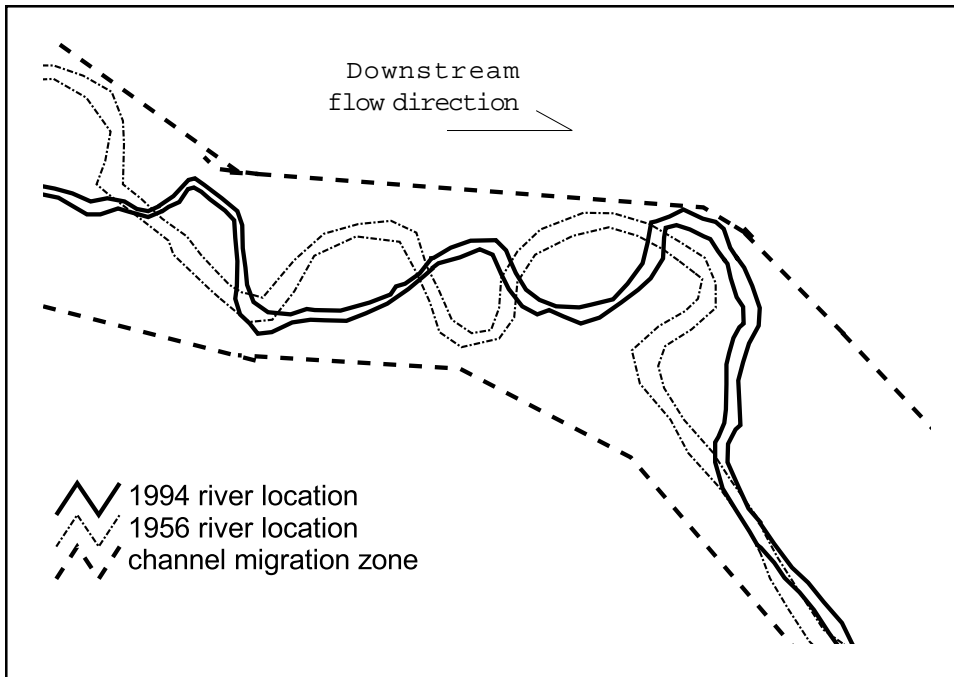 Downstream
flow direction
1994 river location
1956 river location
channel migration zone